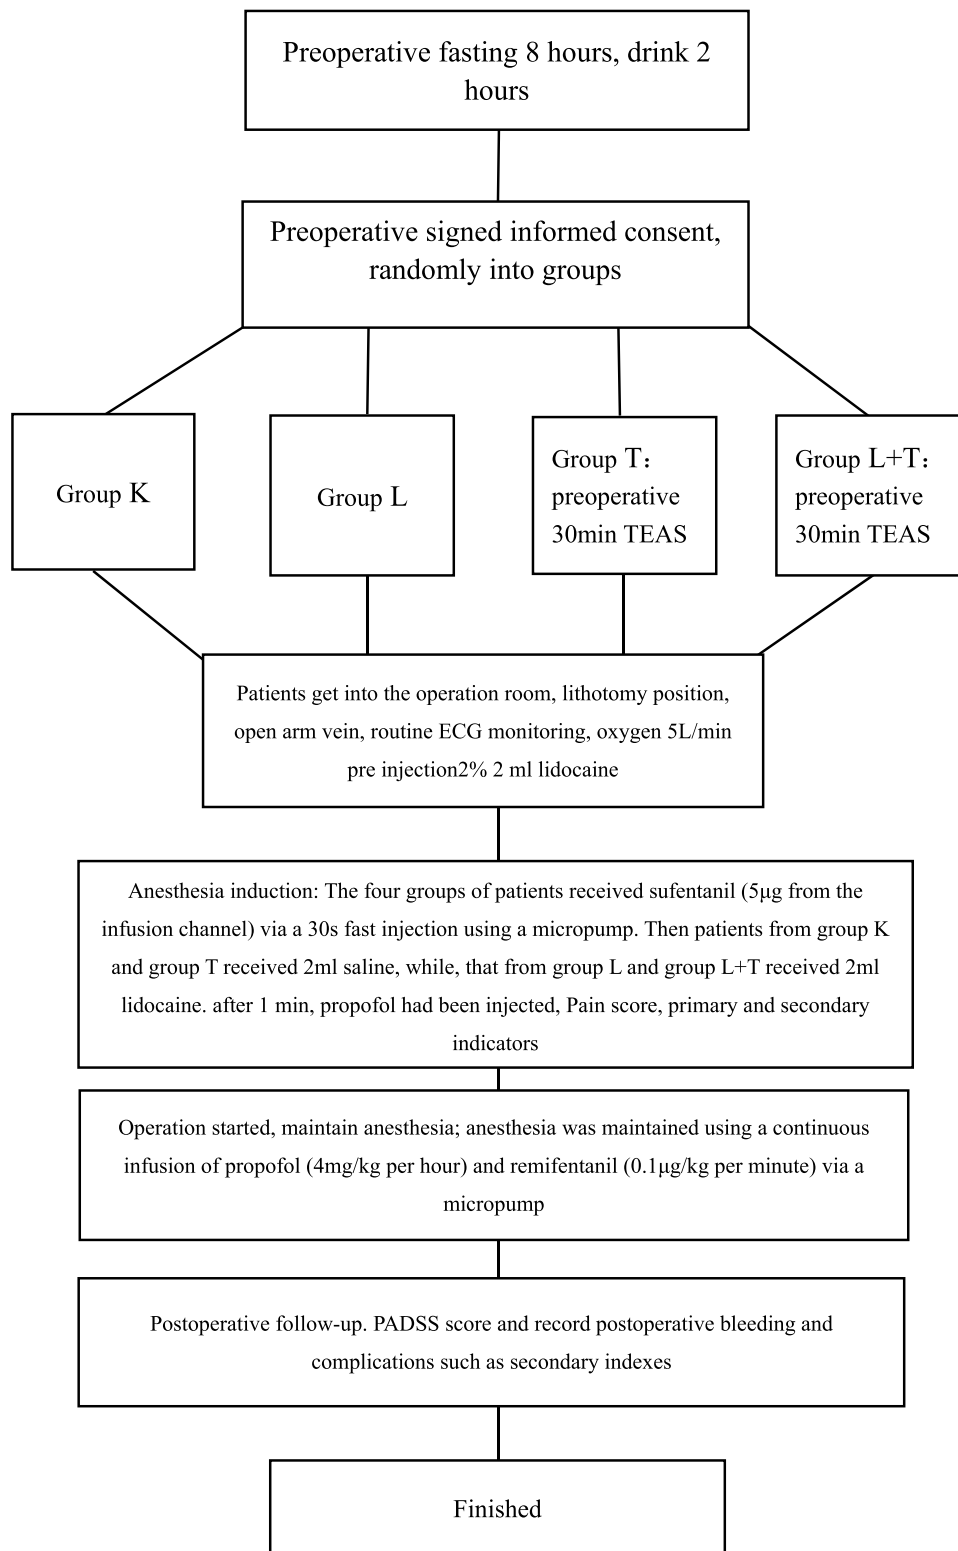 Preoperative fasting 8 hours, drink 2
hours
Preoperative signed informed consent,
randomly into groups
Group K
Group L
Group T：
preoperative
30min TEAS
Group L+T：
preoperative
30min TEAS
Patients get into the operation room, lithotomy position,
open arm vein, routine ECG monitoring, oxygen 5L/min
pre injection2% 2 ml lidocaine
Anesthesia induction: The four groups of patients received sufentanil (5μg from the
infusion channel) via a 30s fast injection using a micropump. Then patients from group K
and group T received 2ml saline, while, that from group L and group L+T received 2ml
lidocaine. after 1 min, propofol had been injected, Pain score, primary and secondary
indicators
Operation started, maintain anesthesia; anesthesia was maintained using a continuous
infusion of propofol (4mg/kg per hour) and remifentanil (0.1μg/kg per minute) via a
micropump
Postoperative follow-up. PADSS score and record postoperative bleeding and
complications such as secondary indexes
Finished